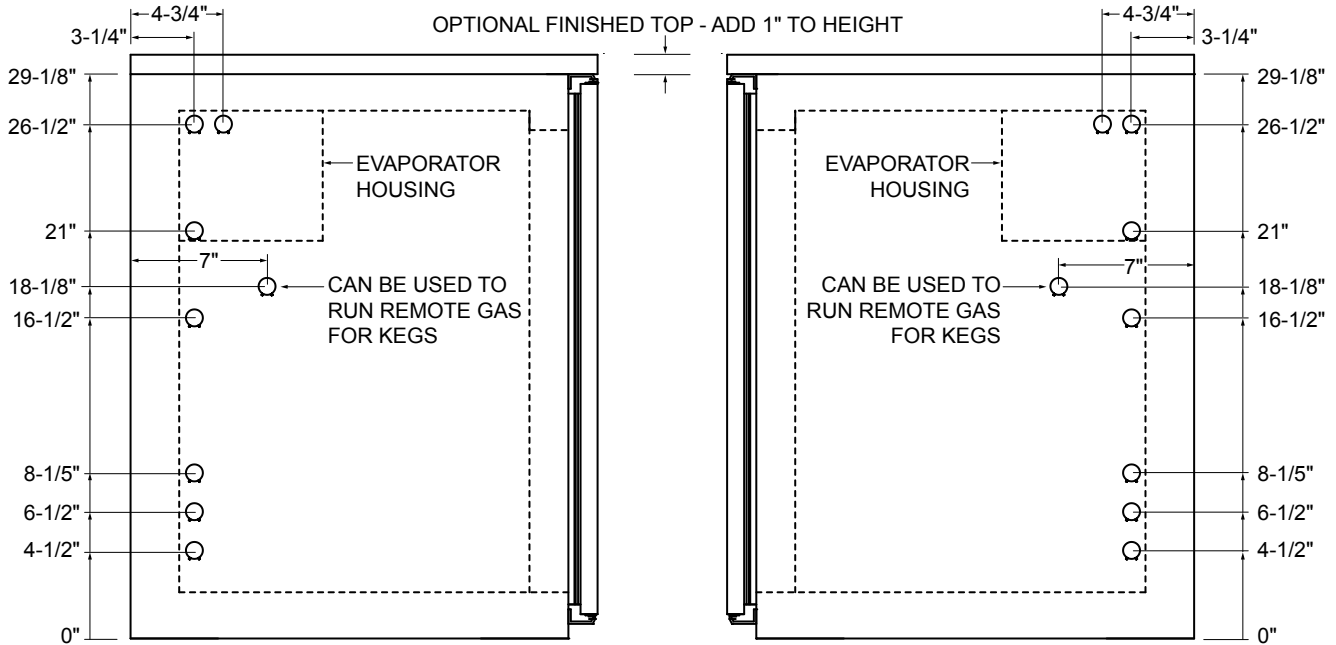 4-3/4"
OPTIONAL FINISHED TOP - ADD 1" TO HEIGHT
4-3/4"
3-1/4"
3-1/4"
29-1/8"
29-1/8"
26-1/2"
26-1/2"
EVAPORATOR
HOUSING
EVAPORATOR
HOUSING
21"
21"
7"
7"
18-1/8"
CAN BE USED TO
RUN REMOTE GAS
FOR KEGS
CAN BE USED TO
RUN REMOTE GAS
FOR KEGS
18-1/8"
16-1/2"
16-1/2"
8-1/5"
8-1/5"
6-1/2"
6-1/2"
4-1/2"
4-1/2"
0"
0"